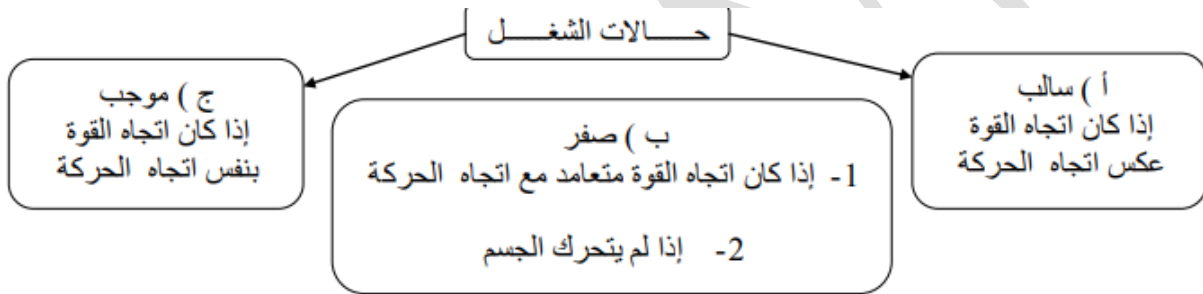 حـــــالات الشغـــــل
أ ) سالب
إذا كان اتجاه القوة
عكس اتجاه الحركة
ب ) صفر
1- إذا كان اتجاه القوة متعامد مع اتجاه الحركة
2- إذا لم يتحرك الجسم
ج ) موجب
إذا كان اتجاه القوة
بنفس اتجاه الحركة